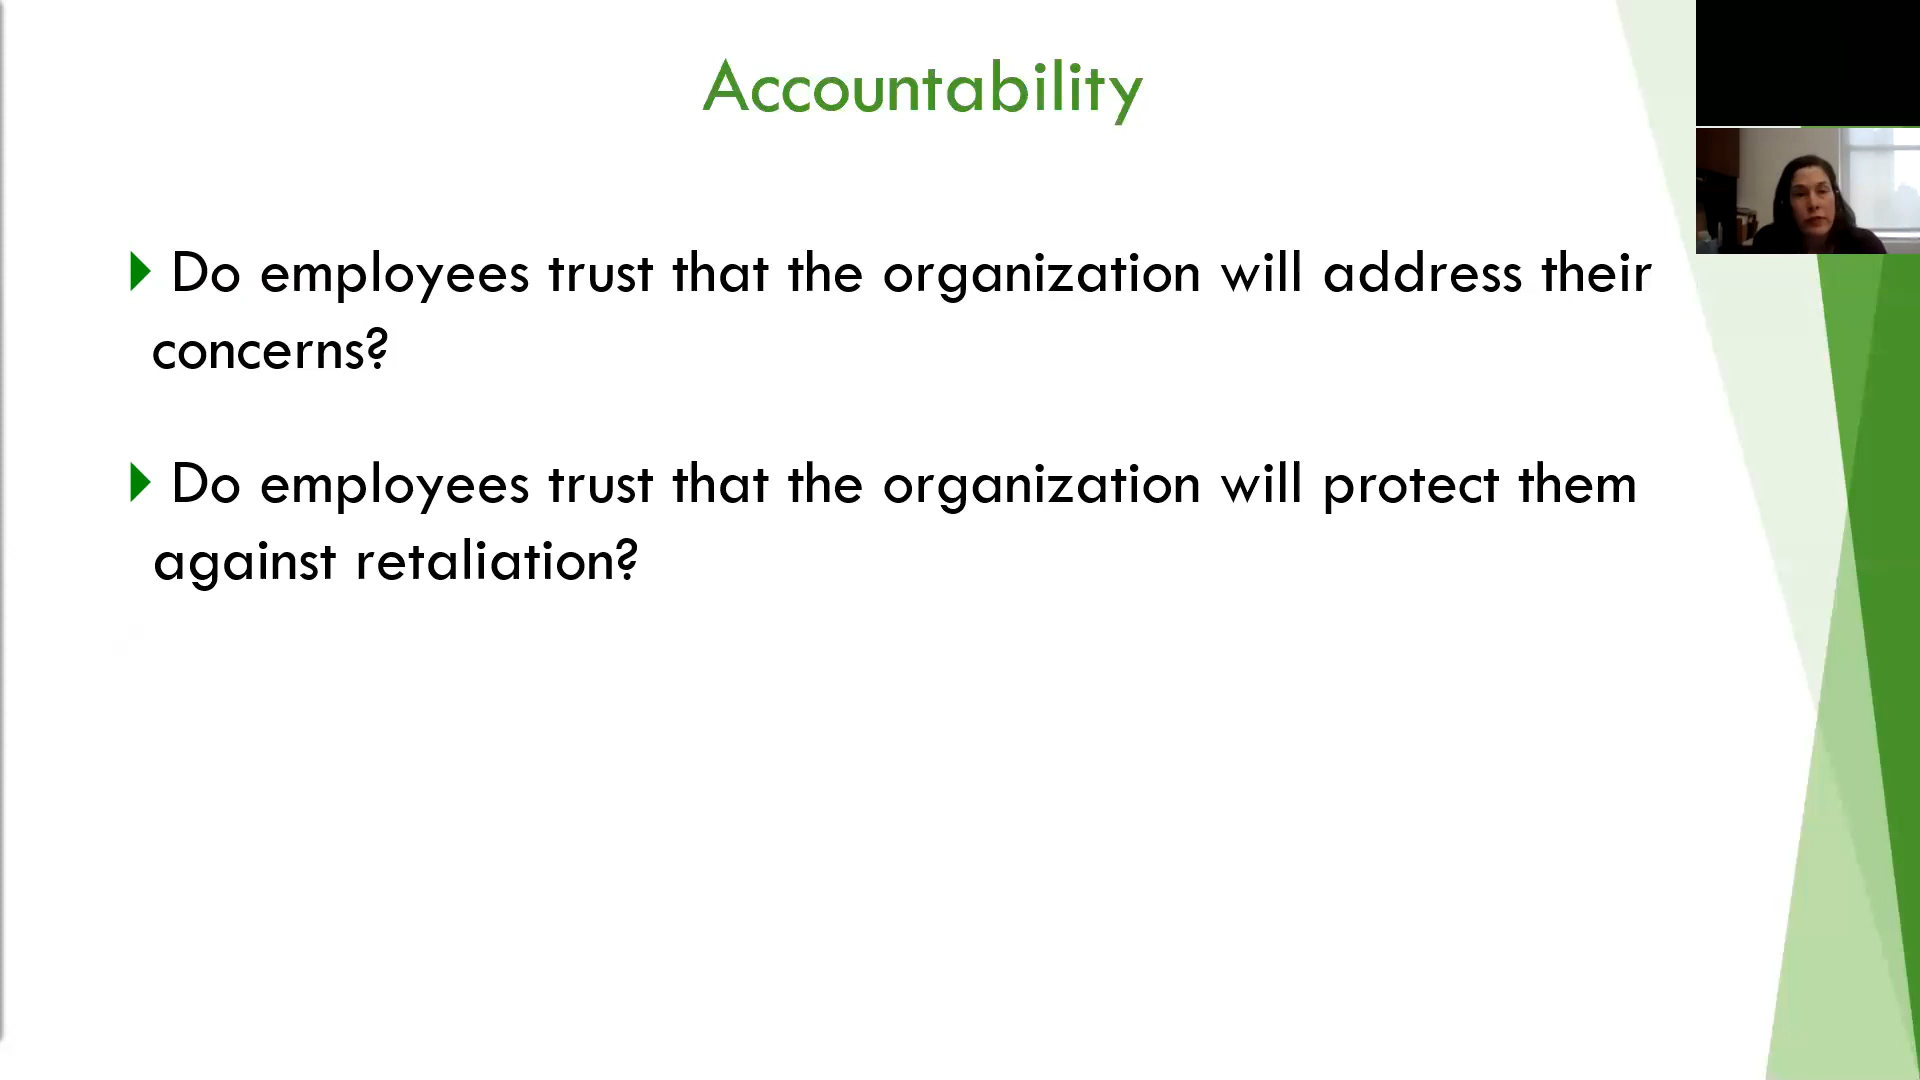 Accountability
Do employees trust that the organization will address their
concerns?
Do employees trust that the organization will protect them
against retaliation?